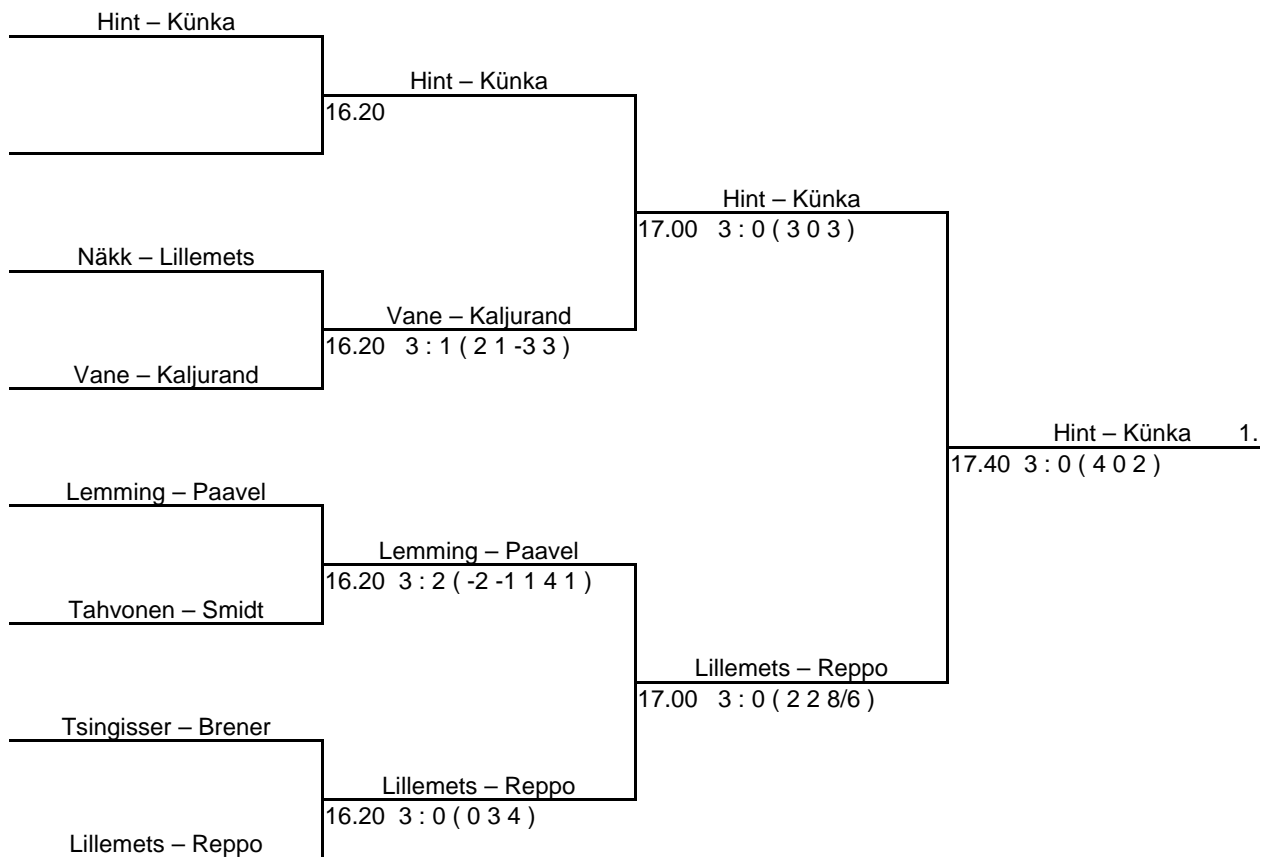 Hint – Künka
Hint – Künka
16.20
Hint – Künka
17.00 3 : 0 ( 3 0 3 )
Näkk – Lillemets
Vane – Kaljurand
16.20 3 : 1 ( 2 1 -3 3 )
Vane – Kaljurand
Hint – Künka 1.
17.40 3 : 0 ( 4 0 2 )
Lemming – Paavel
Lemming – Paavel
16.20 3 : 2 ( -2 -1 1 4 1 )
Tahvonen – Smidt
Lillemets – Reppo
17.00 3 : 0 ( 2 2 8/6 )
Tsingisser – Brener
Lillemets – Reppo
16.20 3 : 0 ( 0 3 4 )
Lillemets – Reppo